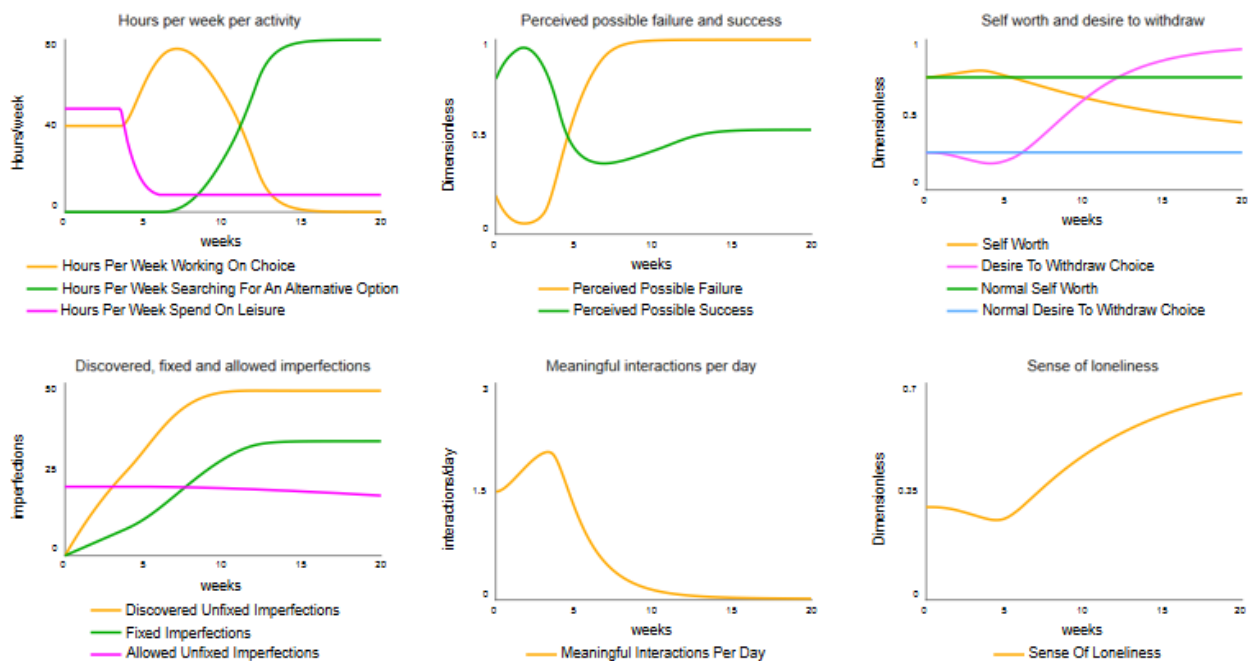 Hours per week per activity
80
40
0
Hours/week
0 5 10 15 20
weeks
Hours Per Week Working On Choice
Hours Per Week Searching For An Alternative Option
Hours Per Week Spend On Leisure
Perceived possible failure and success
1
0.5
0
Dimensionless
0 5 10 15 20
weeks
Perceived Possible Failure
Perceived Possible Success
Self worth and desire to withdraw
1
0.5
0
Dimensionless
0 5 10 15 20
weeks
Self Worth
Desire To Withdraw Choice
Normal Self Worth
Normal Desire To Withdraw Choice
Discovered, fixed and allowed imperfections
50
25
0
imperfections
0 5 10 15 20
weeks
Discovered Unfixed Imperfections
Fixed Imperfections
Allowed Unfixed Imperfections
Meaningful interactions per day
3
1.5
0
interactions/day
0 5 10 15 20
weeks
Meaningful Interactions Per Day
Sense of loneliness
0.7
0.35
0
Dimensionless
0 5 10 15 20
weeks
Sense Of Loneliness